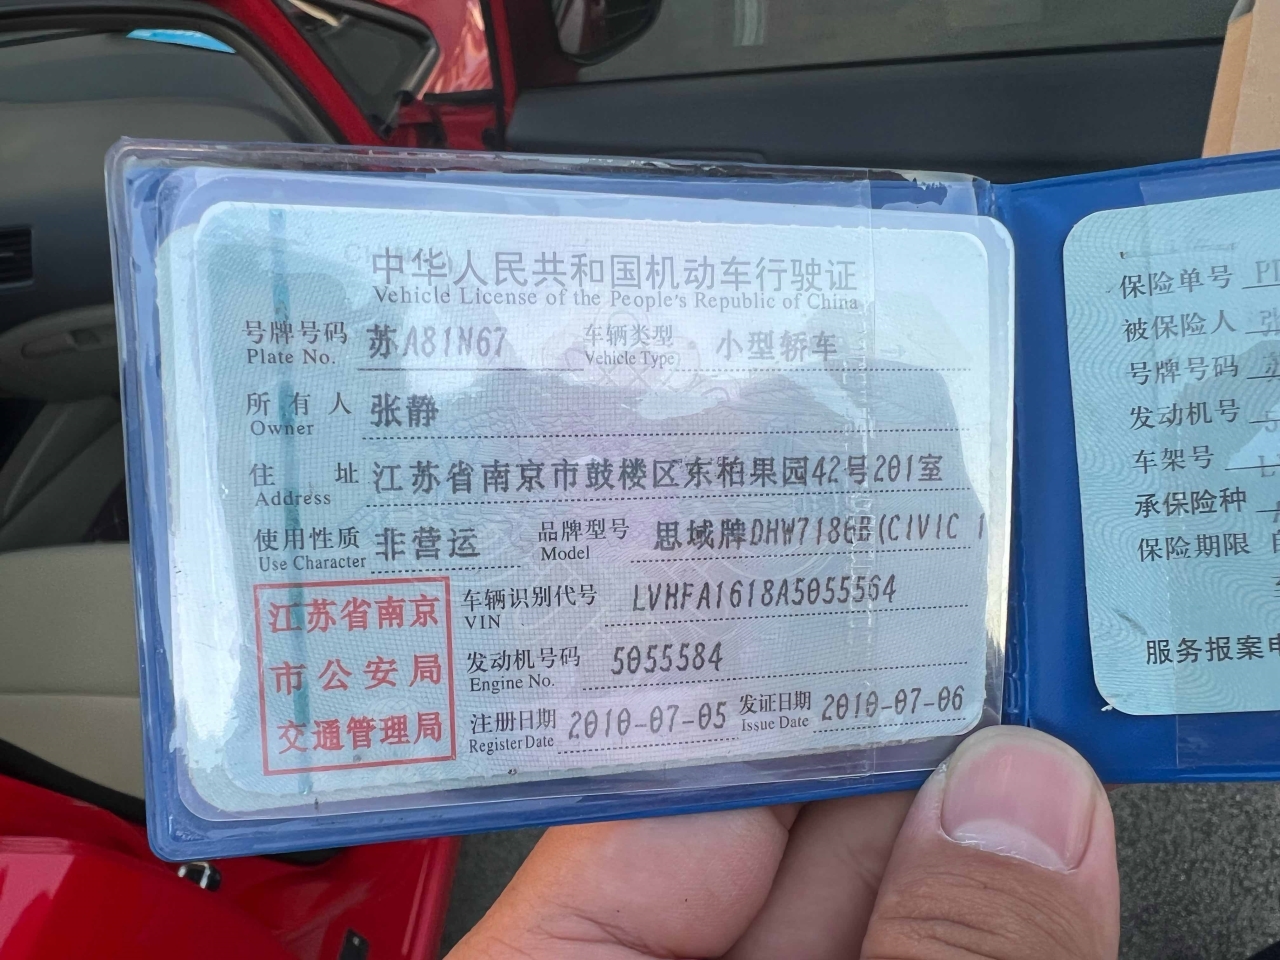 中华人民共和国机动车行驶证
Vehicle License of the People's Republic of China
号牌号码 苏A81N67 车辆类型 小型轿车
Plate No. Vehicle Type
所有人 张静
Owner
住址 江苏省南京市鼓楼区东柏果园42号201室
Address
使用性质 非营运 品牌型号 思域牌DHW7186B(CIVIC 1
Use Character Model
车辆识别代号 LVHFA1618A5055564
VIN
发动机号码 5055584
Engine No.
注册日期 2010-07-05 发证日期 2010-07-06
Register Date Issue Date
江苏省南京
市公安局
交通管理局
保险单号
被保险人
号牌号码
发动机号
车架号
承保险种
保险期限
服务报案